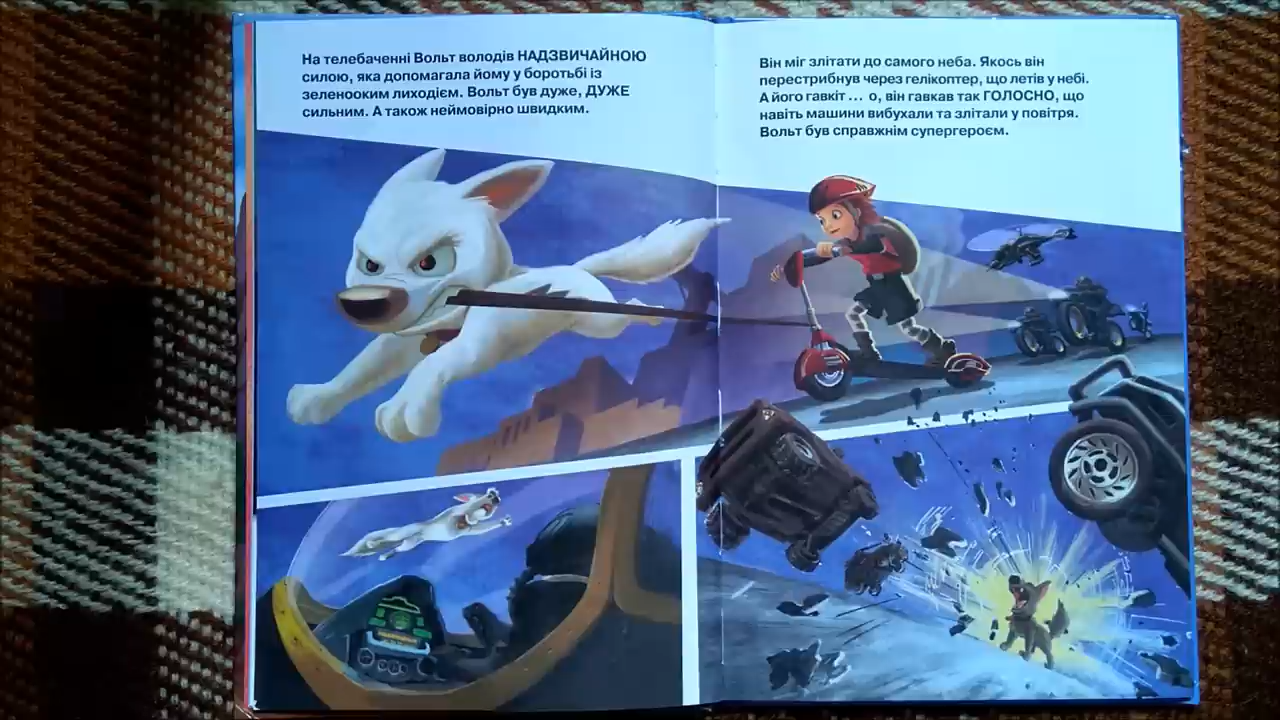 На телебаченні Вольт володів НАДЗВИЧАЙНОЮ
силою, яка допомагала йому у боротьбі із
зеленооким лиходієм. Вольт був дуже, ДУЖЕ
сильним. А також неймовірно швидким.
Він міг злітати до самого неба. Якось він
перестрибнув через гелікоптер, що летів у небі.
А його гавкіт ... о, він гавкав так ГОЛОСНО, що
навіть машини вибухали та злітали у повітря.
Вольт був справжнім супергероєм.